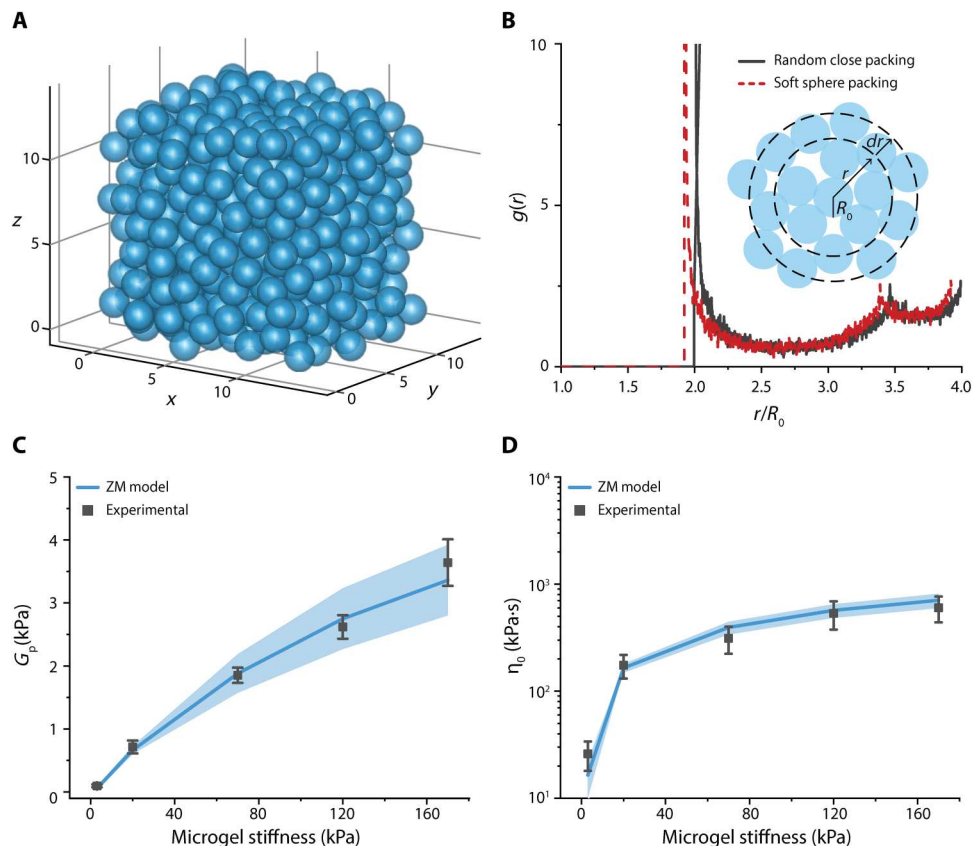 A
z
10
5
0
0
5
10
x
0
5
10
y
B
10
5
0
g(r)
Random close packing
Soft sphere packing
dr
r
R0
1.0 1.5 2.0 2.5 3.0 3.5 4.0
r/R0
C
5
4
3
2
1
0
Gp(kPa)
ZM model
Experimental
0 40 80 120 160
Microgel stiffness (kPa)
D
10^4
10^3
10^2
10^1
η0 (kPa·s)
ZM model
Experimental
0 40 80 120 160
Microgel stiffness (kPa)